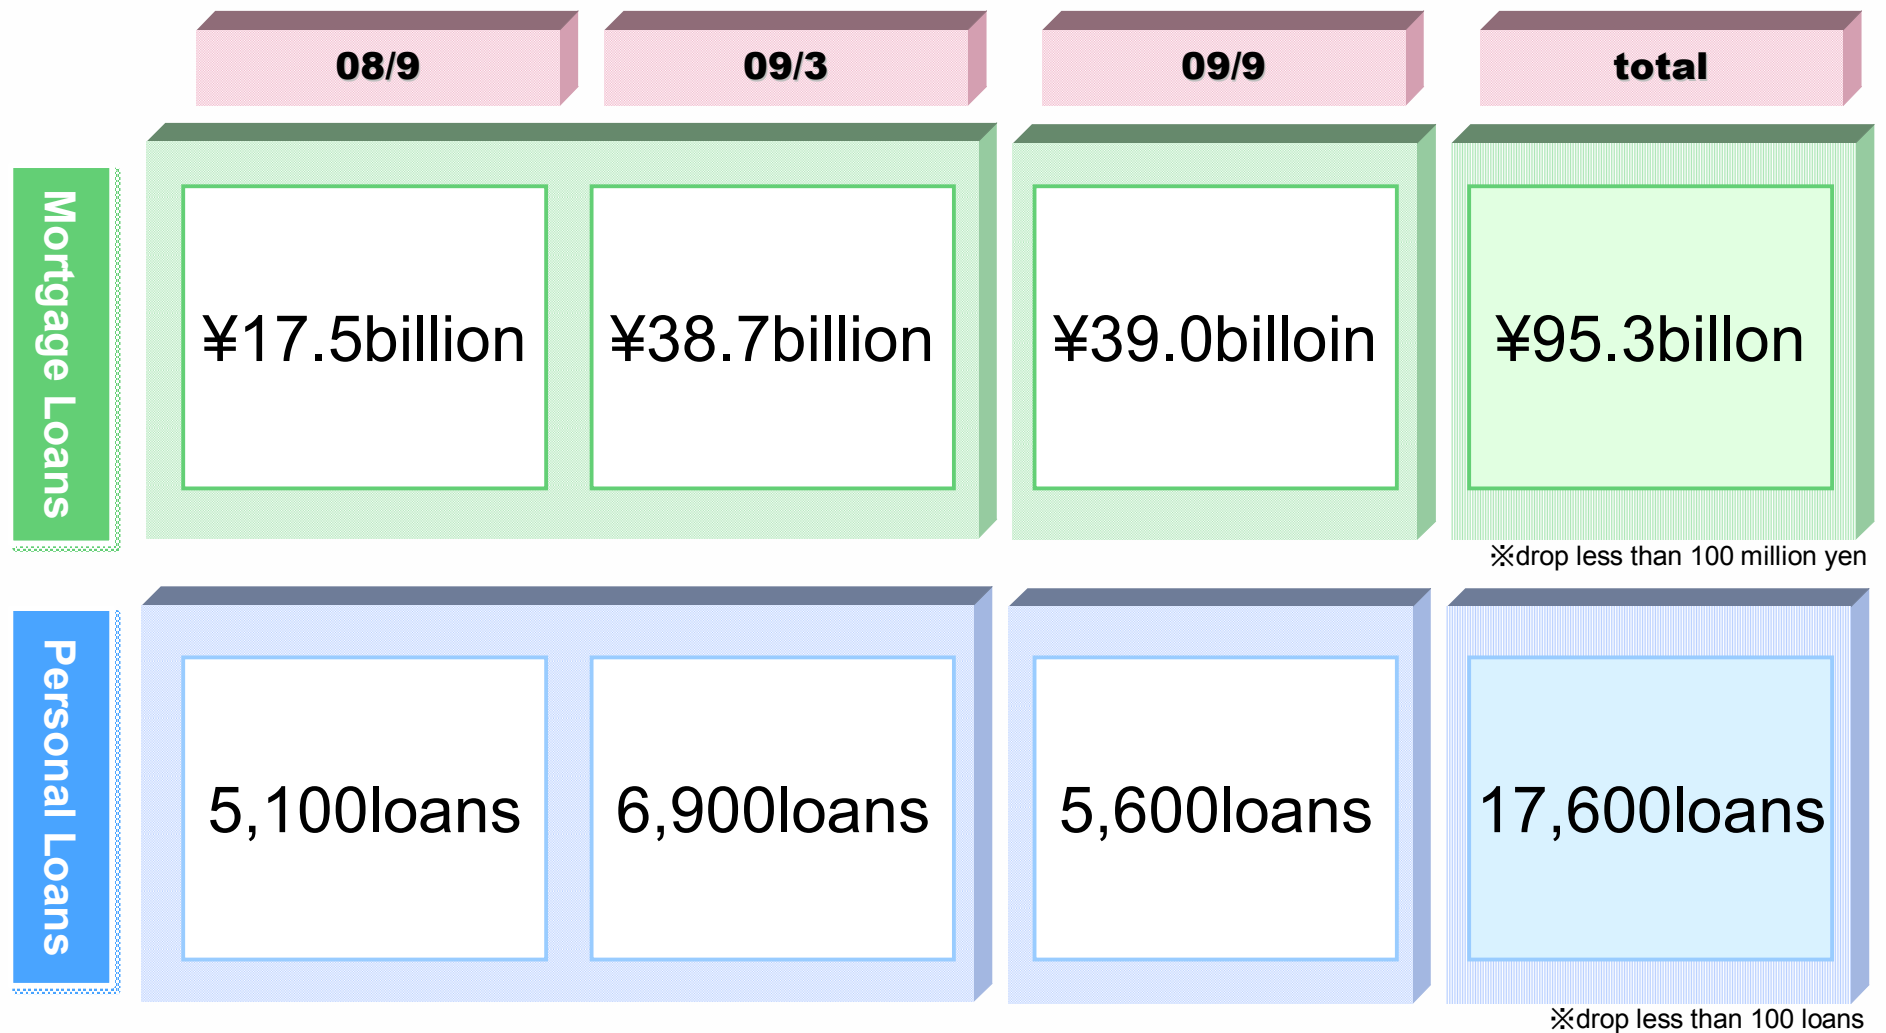 08/9
09/3
09/9
total
Mortgage Loans
¥17.5billion
¥38.7billion
¥39.0billoin
¥95.3billon
※drop less than 100 million yen
Personal Loans
5,100loans
6,900loans
5,600loans
17,600loans
※drop less than 100 loans